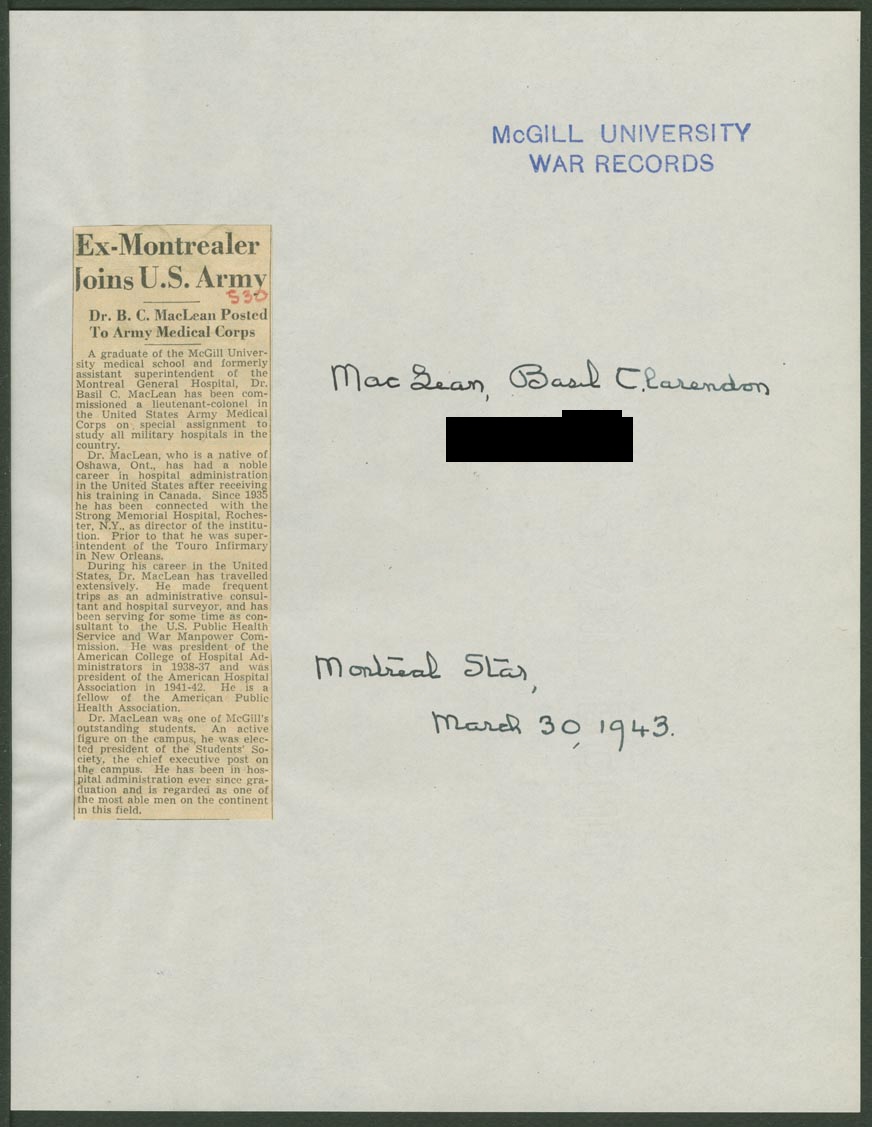 McGILL UNIVERSITY
WAR RECORDS
Ex-Montrealer
Joins U.S. Army
530
Dr. B. C. MacLean Posted
To Army Medical Corps
A graduate of the McGill Univer-
sity medical school and formerly
assistant superintendent of the
Montreal General Hospital, Dr.
Basil C. MacLean has been com-
missioned a lieutenant-colonel in
the United States Army Medical
Corps on special assignment to
study all military hospitals in the
country.
Dr. MacLean, who is a native of
Oshawa, Ont., has had a noble
career in hospital administration
in the United States after receiving
his training in Canada. Since 1935
he has been connected with the
Strong Memorial Hospital, Roches-
ter, N.Y., as director of the institu-
tion. Prior to that he was super-
intendent of the Touro Infirmary
in New Orleans.
During his career in the United
States, Dr. MacLean has travelled
extensively. He made frequent
trips as an administrative consul-
tant and hospital surveyor, and has
been serving for some time as con-
sultant to the U.S. Public Health
Service and War Manpower Com-
mission. He was president of the
American College of Hospital Ad-
ministrators in 1938-37 and was
president of the American Hospital
Association in 1941-42. He is a
fellow of the American Public
Health Association.
Dr. MacLean was one of McGill's
outstanding students. An active
figure on the campus, he was elec-
ted president of the Students' So-
ciety, the chief executive post on
the campus. He has been in hos-
pital administration ever since gra-
duation and is regarded as one of
the most able men on the continent
in this field.
MacLean, Basil Clarendon
Montreal Star,
March 30, 1943.